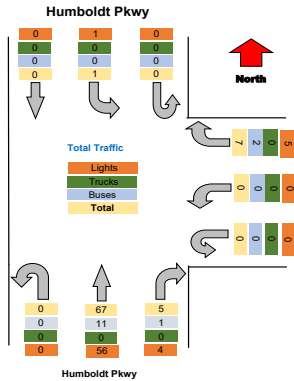 Humboldt Pkwy
0 1 0
0 0 0
0 0 0
0 1 0
North
7 2 0 5
Total Traffic
Lights
Trucks
Buses
Total
0 0 0 0
0 0 0 0
0 67 5
0 11 1
0 0 0
0 56 4
Humboldt Pkwy